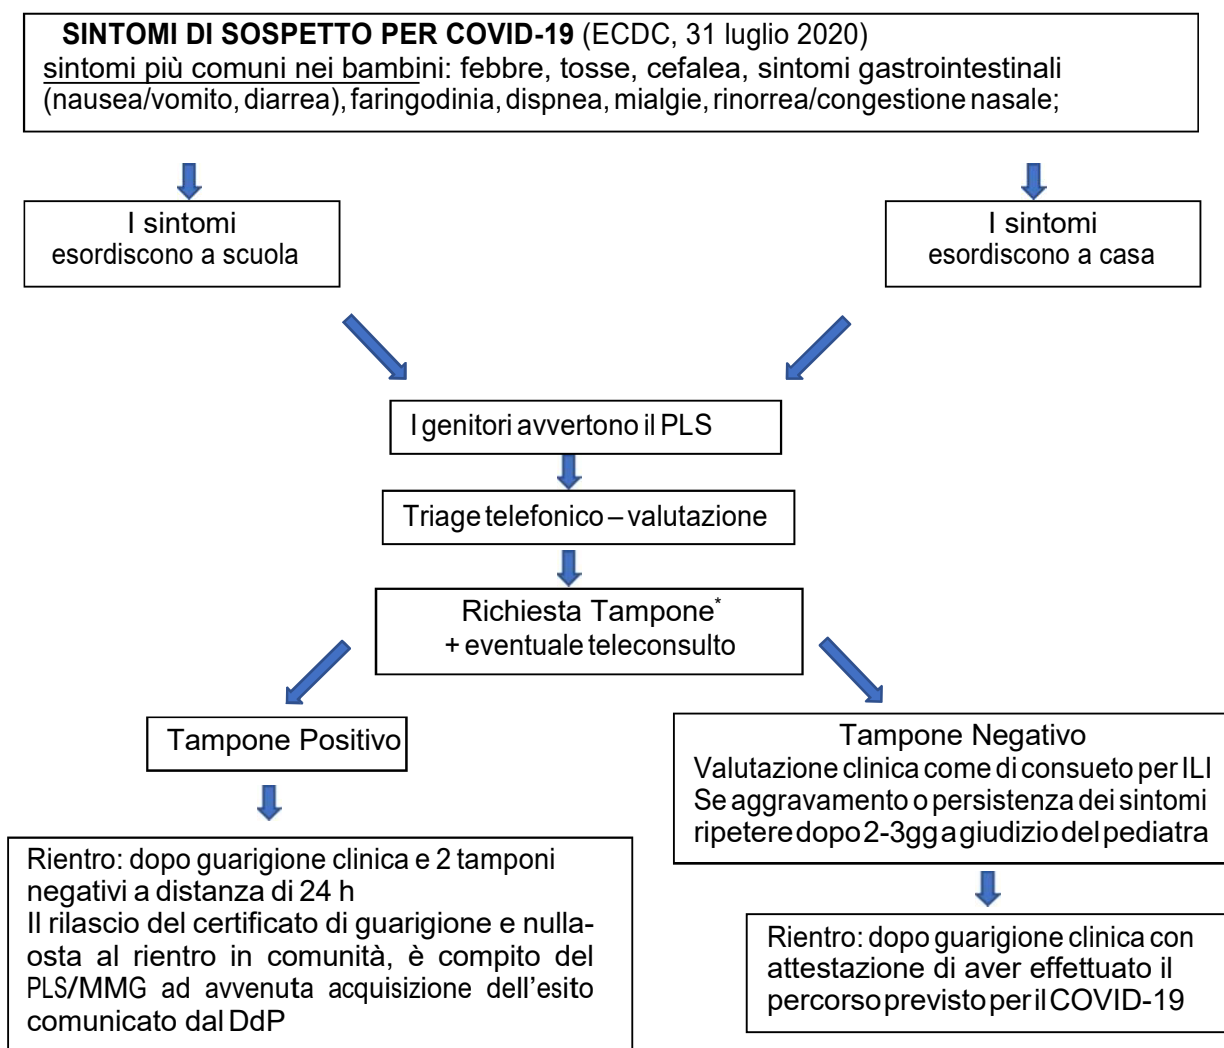 SINTOMI DI SOSPETTO PER COVID-19 (ECDC, 31 luglio 2020)
sintomi più comuni nei bambini: febbre, tosse, cefalea, sintomi gastrointestinali
(nausea/vomito, diarrea), faringodinia, dispnea, mialgie, rinorrea/congestione nasale;
I sintomi
esordiscono a scuola
I sintomi
esordiscono a casa
I genitori avvertono il PLS
Triage telefonico – valutazione
Richiesta Tampone*
+ eventuale teleconsulto
Tampone Positivo
Tampone Negativo
Valutazione clinica come di consueto per ILI
Se aggravamento o persistenza dei sintomi
ripetere dopo 2-3gg a giudizio del pediatra
Rientro: dopo guarigione clinica e 2 tamponi
negativi a distanza di 24 h
Il rilascio del certificato di guarigione e nulla-
osta al rientro in comunità, è compito del
PLS/MMG ad avvenuta acquisizione dell'esito
comunicato dal DdP
Rientro: dopo guarigione clinica con
attestazione di aver effettuato il
percorso previsto per il COVID-19